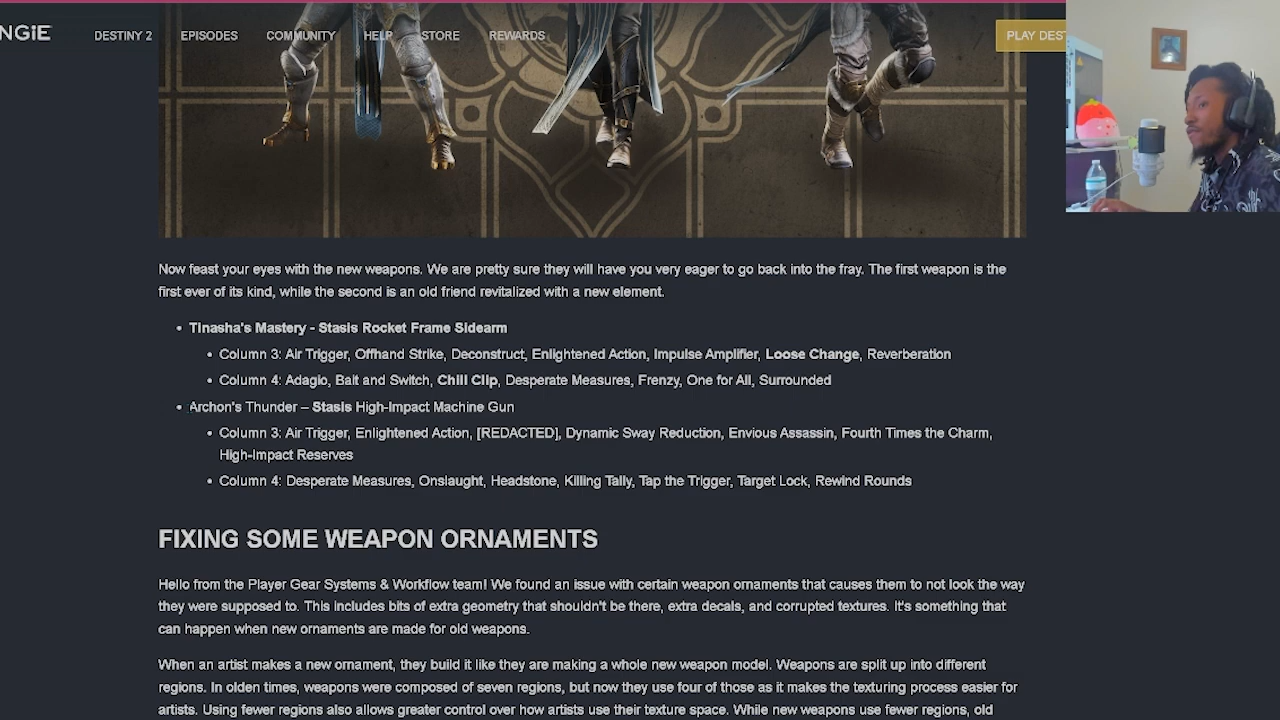 NGIE
DESTINY 2 EPISODES COMMUNITY HELP STORE REWARDS
PLAY DEST
Now feast your eyes with the new weapons. We are pretty sure they will have you very eager to go back into the fray. The first weapon is the
first ever of its kind, while the second is an old friend revitalized with a new element.
• Tinasha's Mastery - Stasis Rocket Frame Sidearm
• Column 3: Air Trigger, Offhand Strike, Deconstruct, Enlightened Action, Impulse Amplifier, Loose Change, Reverberation
• Column 4: Adagio, Bait and Switch, Chill Clip, Desperate Measures, Frenzy, One for All, Surrounded
• Archon's Thunder – Stasis High-Impact Machine Gun
• Column 3: Air Trigger, Enlightened Action, [REDACTED], Dynamic Sway Reduction, Envious Assassin, Fourth Times the Charm,
High-Impact Reserves
• Column 4: Desperate Measures, Onslaught, Headstone, Killing Tally, Tap the Trigger, Target Lock, Rewind Rounds
FIXING SOME WEAPON ORNAMENTS
Hello from the Player Gear Systems & Workflow team! We found an issue with certain weapon ornaments that causes them to not look the way
they were supposed to. This includes bits of extra geometry that shouldn't be there, extra decals, and corrupted textures. It's something that
can happen when new ornaments are made for old weapons.
When an artist makes a new ornament, they build it like they are making a whole new weapon model. Weapons are split up into different
regions. In olden times, weapons were composed of seven regions, but now they use four of those as it makes the texturing process easier for
artists. Using fewer regions also allows greater control over how artists use their texture space. While new weapons use fewer regions, old